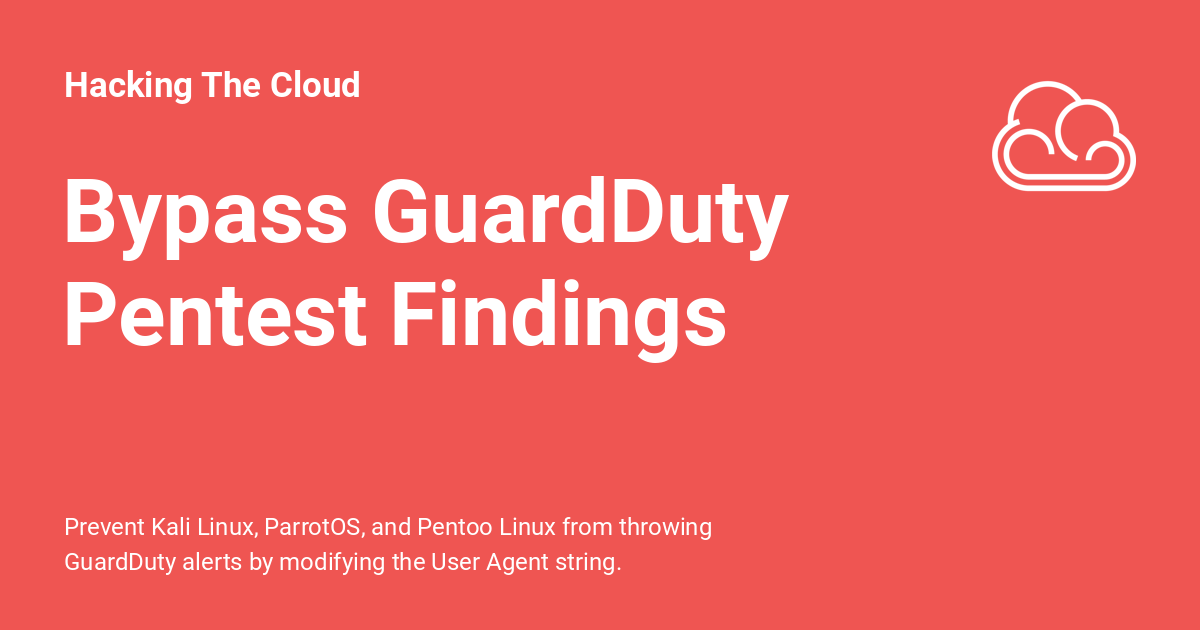 Hacking The Cloud
Bypass GuardDuty
Pentest Findings
Prevent Kali Linux, ParrotOS, and Pentoo Linux from throwing
GuardDuty alerts by modifying the User Agent string.